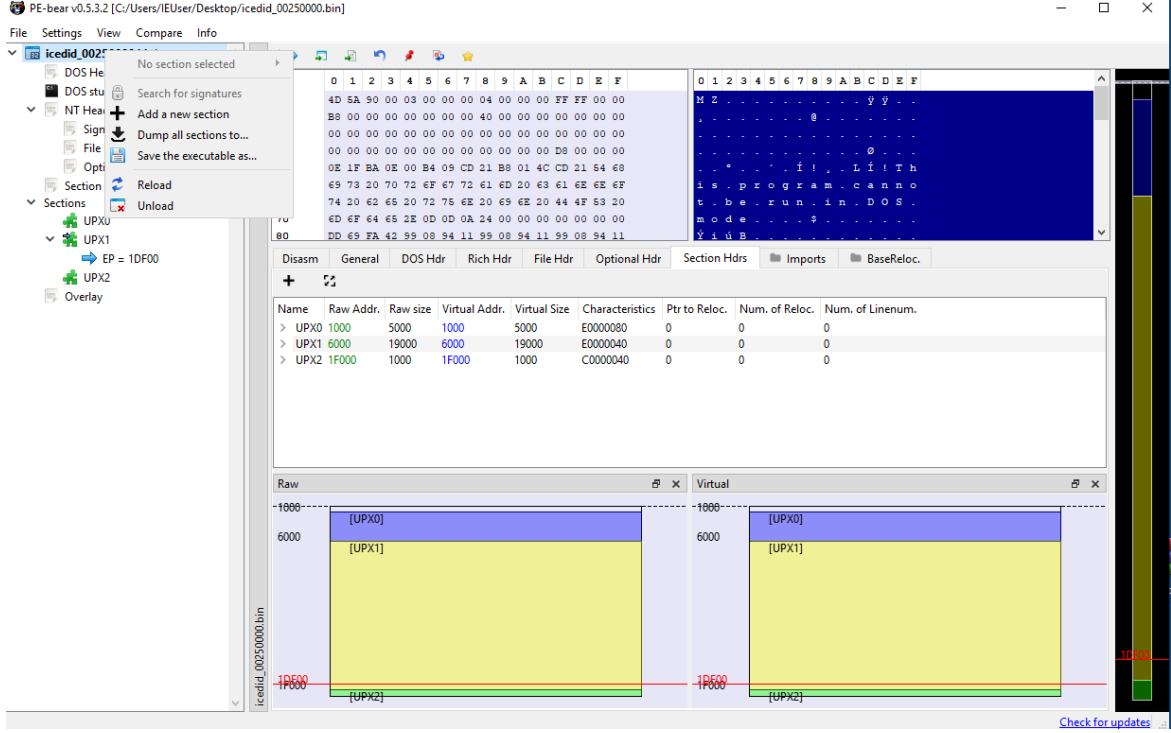 PE-bear v0.5.3.2 [C:/Users/IEUser/Desktop/icedid_00250000.bin]
File Settings View Compare Info
icedid_002
DOS He
DOS stu
NT Hea
Sign
File
Opti
Section
Sections
UPX0
UPX1
EP = 1DF00
UPX2
Overlay
No section selected
Search for signatures
Add a new section
Dump all sections to...
Save the executable as...
Reload
Unload
0 1 2 3 4 5 6 7 8 9 A B C D E F
4D 5A 90 00 03 00 00 00 04 00 00 00 FF FF 00 00
B8 00 00 00 00 00 00 00 40 00 00 00 00 00 00 00
00 00 00 00 00 00 00 00 00 00 00 00 00 00 00 00
00 00 00 00 00 00 00 00 00 00 00 00 D8 00 00 00
0E 1F BA 0E 00 B4 09 CD 21 B8 01 4C CD 21 54 68
69 73 20 70 72 6F 67 72 61 6D 20 63 61 6E 6E 6F
74 20 62 65 20 72 75 6E 20 69 6E 20 44 4F 53 20
70 6D 6F 64 65 2E 0D 0D 0A 24 00 00 00 00 00 00 00
80 DD 69 FA 42 99 08 94 11 99 08 94 11 99 08 94 11
0 1 2 3 4 5 6 7 8 9 A B C D E F
M Z . . . . . . . . . . ÿ ÿ . .
¸ . . . . . . . @ . . . . . . .
. . . . . . . . . . . . . . . .
. . . . . . . . . . . . Ø . . .
. . º . . ´ . Í ! ¸ . L Í ! T h
i s . p r o g r a m . c a n n o
t . b e . r u n . i n . D O S .
m o d e . . . . $ . . . . . . .
Ý i ú B . . . . . . . . . . . .
Disasm General DOS Hdr Rich Hdr File Hdr Optional Hdr Section Hdrs Imports BaseReloc.
Name Raw Addr. Raw size Virtual Addr. Virtual Size Characteristics Ptr to Reloc. Num. of Reloc. Num. of Linenum.
UPX0 1000 5000 1000 5000 E0000080 0 0 0
UPX1 6000 19000 6000 19000 E0000040 0 0 0
UPX2 1F000 1000 1F000 1000 C0000040 0 0 0
icedid_00250000.bin
Raw
1000
[UPX0]
6000
[UPX1]
1DF00
1F000
[UPX2]
Virtual
1000
[UPX0]
6000
[UPX1]
1DF00
1F000
[UPX2]
1DF00
Check for updates